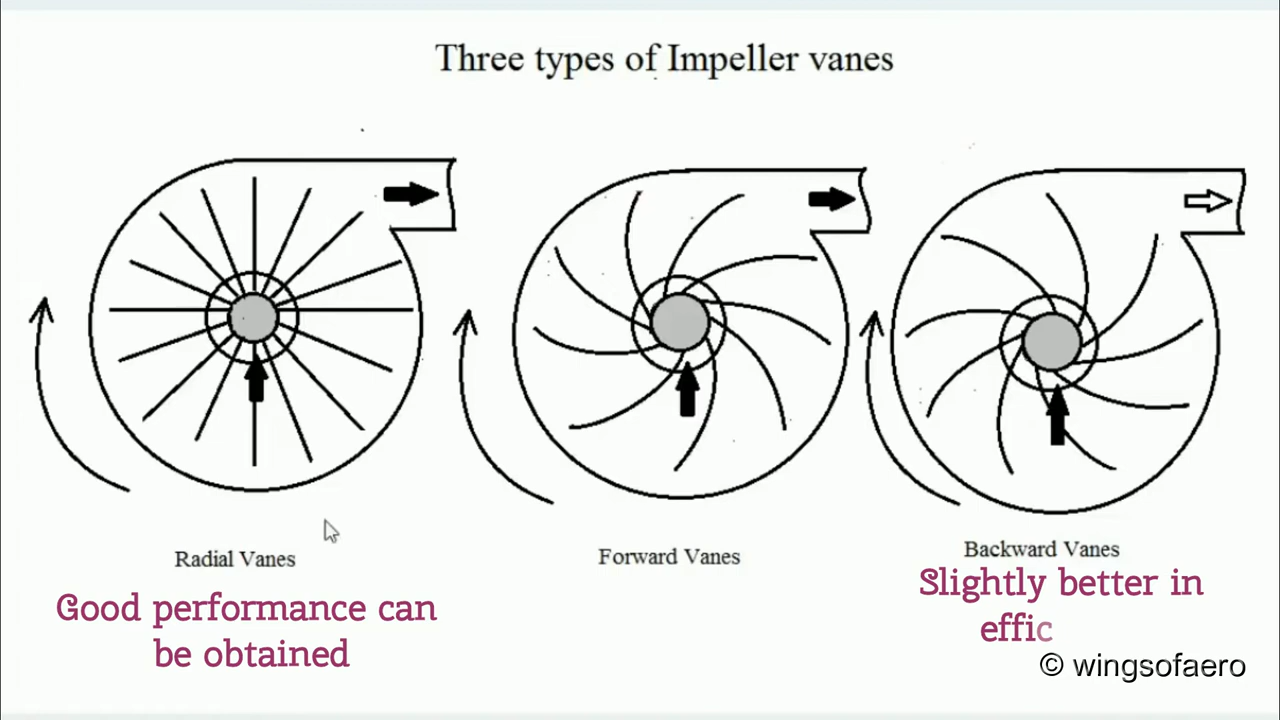 Three types of Impeller vanes
Radial Vanes
Forward Vanes
Backward Vanes
Good performance can
be obtained
Slightly better in
effic
© wingsofaero